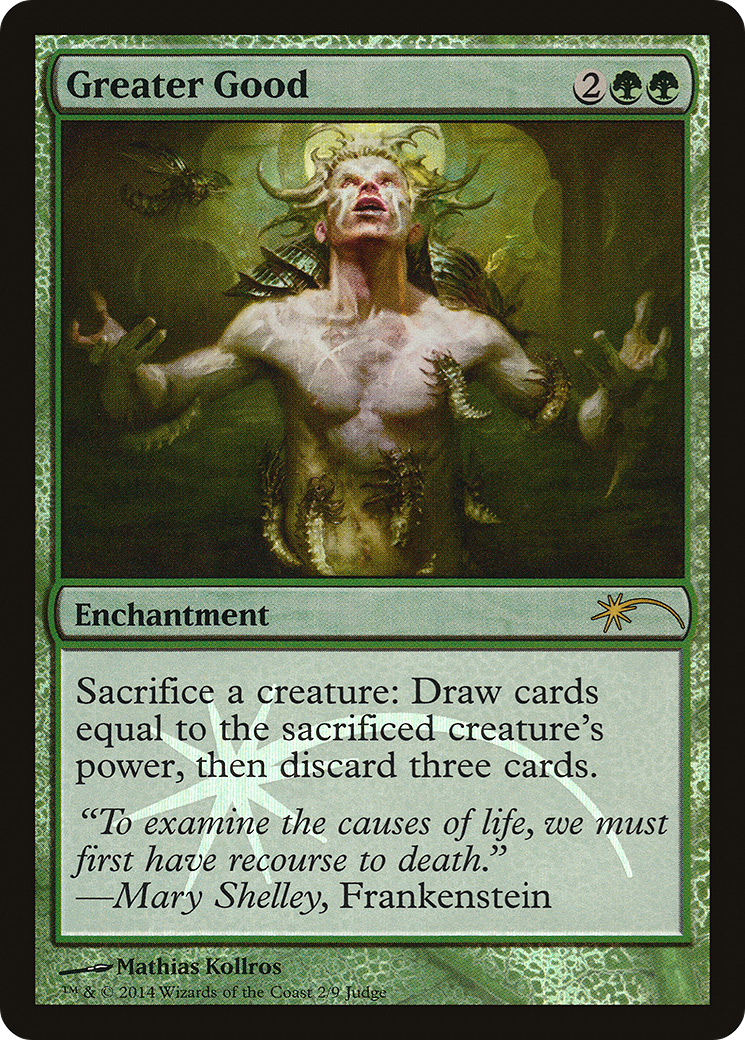 Greater Good 2
Enchantment
Sacrifice a creature: Draw cards
equal to the sacrificed creature's
power, then discard three cards.
“To examine the causes of life, we must
first have recourse to death.”
—Mary Shelley, Frankenstein
Mathias Kollros
™ & © 2014 Wizards of the Coast 2/9 Judge